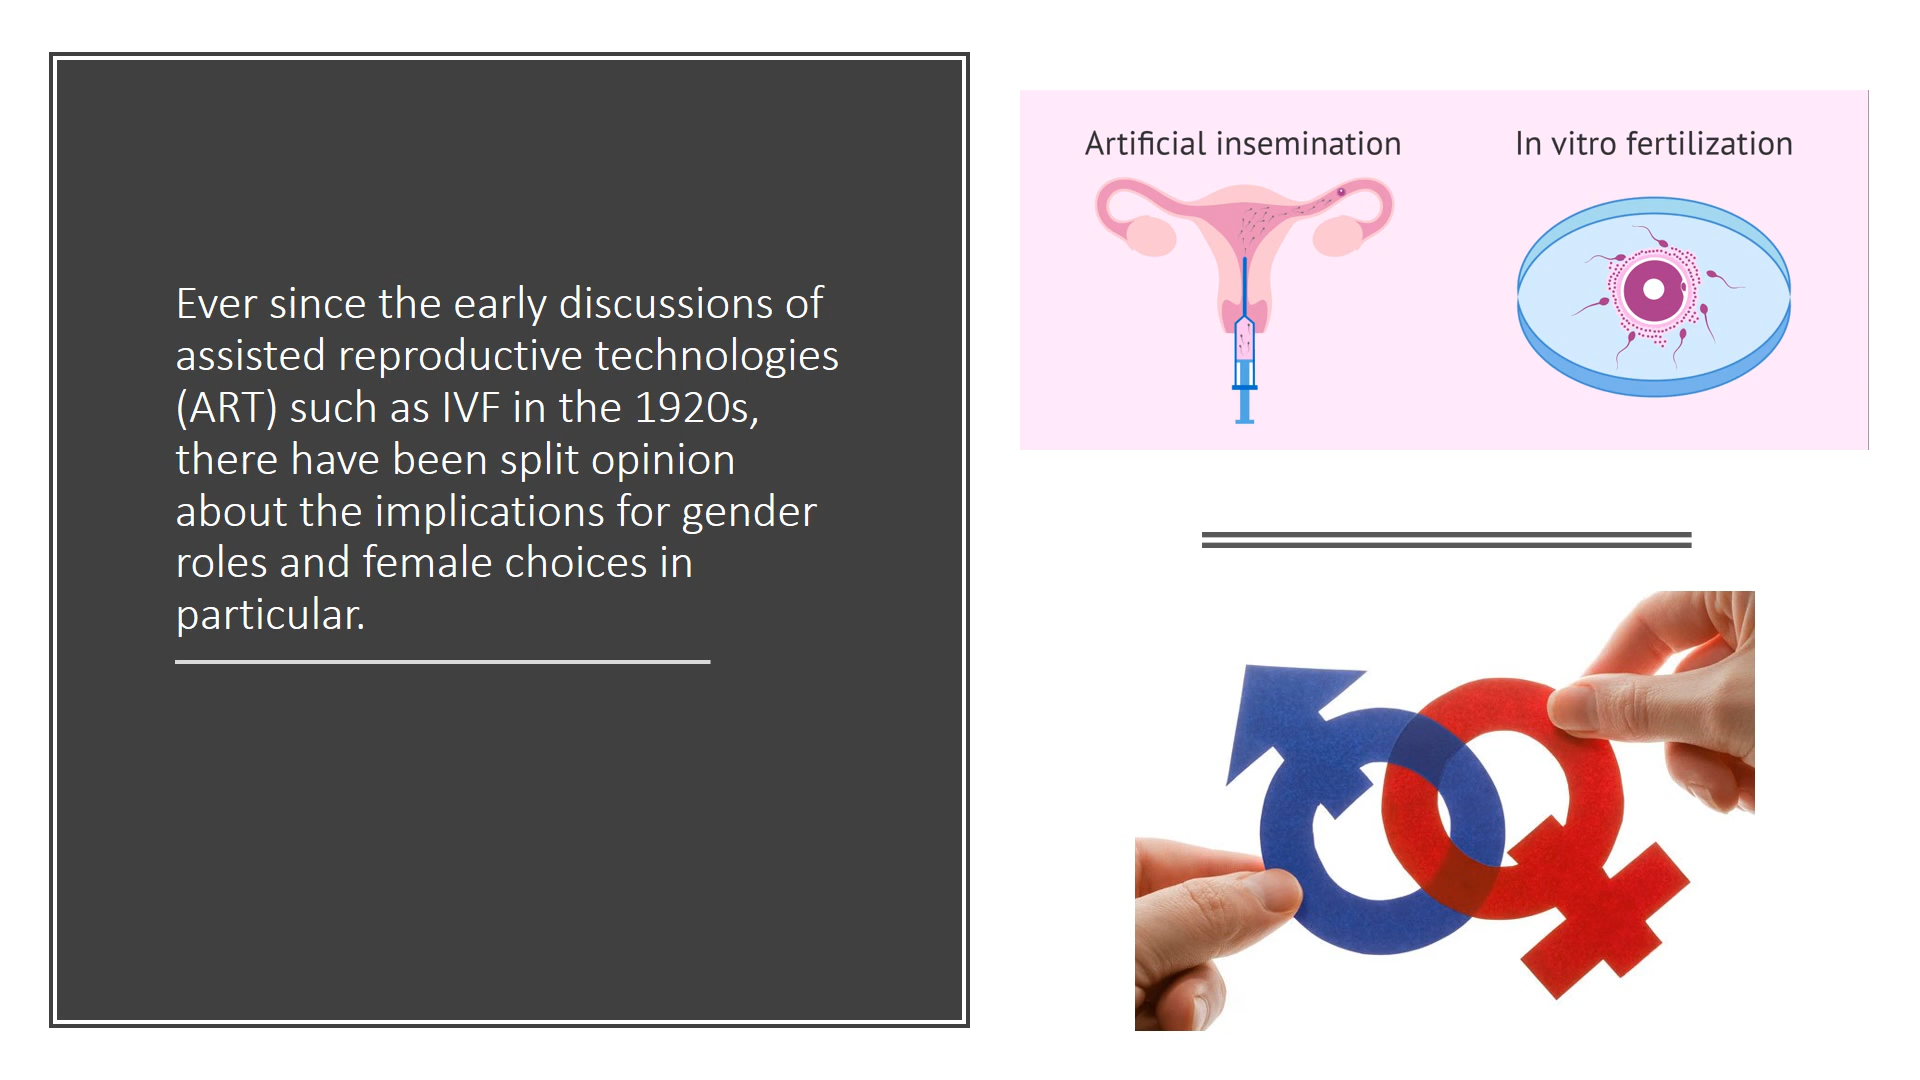 Ever since the early discussions of
assisted reproductive technologies
(ART) such as IVF in the 1920s,
there have been split opinion
about the implications for gender
roles and female choices in
particular.
Artificial insemination
In vitro fertilization